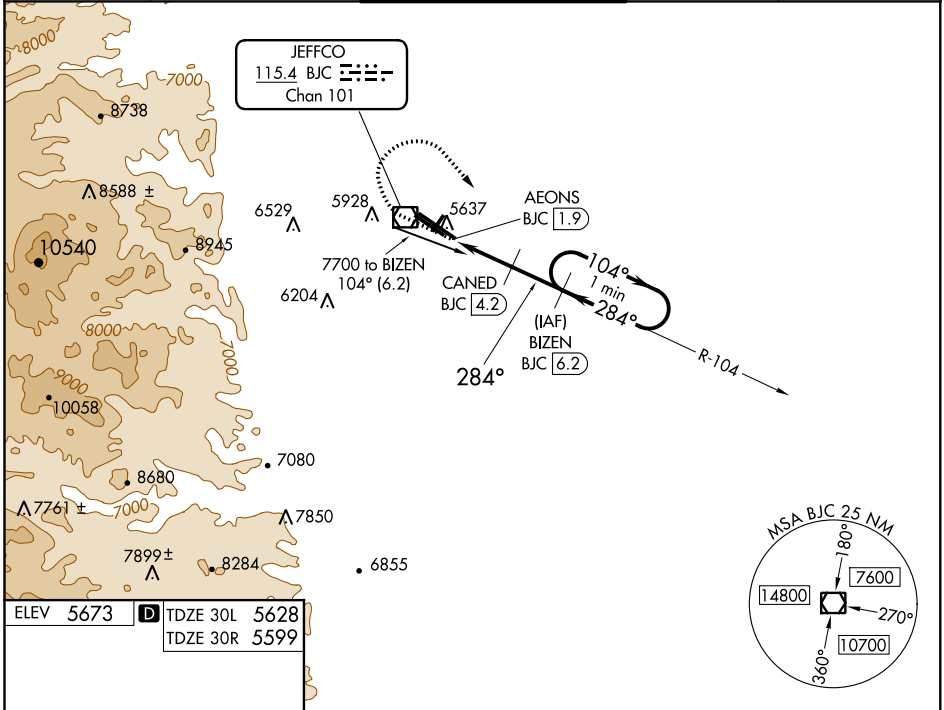 8000
7000
8738
8588 ±
10540
8945
6529
5928
5637
6204
8000
7000
9000
10058
8680
7080
7761 ±
7000
7850
7899 ±
8284
6855
JEFFCO
115.4 BJC
Chan 101
AEONS
BJC 1.9
7700 to BIZEN
104° (6.2)
CANED
BJC 4.2
(IAF)
BIZEN
BJC 6.2
104°
1 min
284°
284°
R-104
MSA BJC 25 NM
180°
7600
14800
270°
10700
360°
ELEV 5673
D
TDZE 30L 5628
TDZE 30R 5599